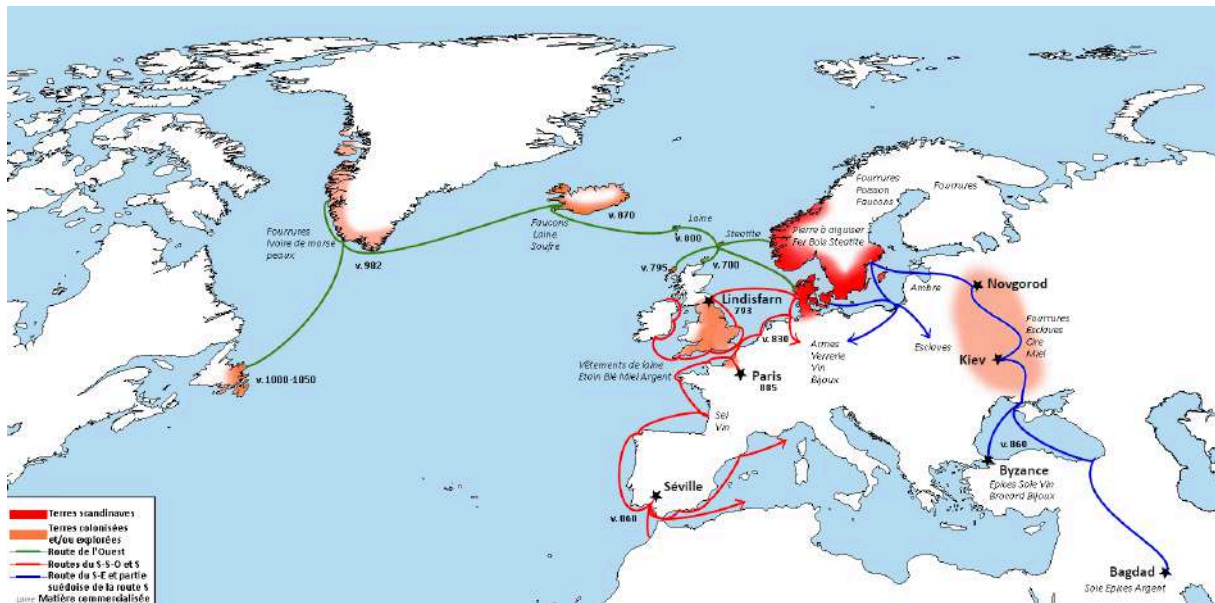 Fourrures
Poisson
Faucons
Fourrures
v. 870
Laine
Fourrures
Ivoire de morse
peaux
Faucons
Laine
Soufre
v. 800
Steatite
Pierre à aiguiser
Fer Bois Steatite
v. 982
v. 795
v. 700
Ambre
Novgorod
Lindisfarn
793
v. 830
Fourrures
Esclaves
Cire
Miel
Armes
Verrerie
Vin
Bijoux
Esclaves
Kiev
Vêtements de laine
Etain Blé Miel Argent
Paris
885
v. 1000-1050
Sel
Vin
v. 860
Byzance
Epices Soie Vin
Brocard Bijoux
Séville
v. 860
Bagdad
Soie Epices Argent
Terres scandinaves
Terres colonisées
et/ou explorées
Route de l'Ouest
Routes du S-S-O et S
Route du S-E et partie
suédoise de la route S
Laine Matière commercialisée